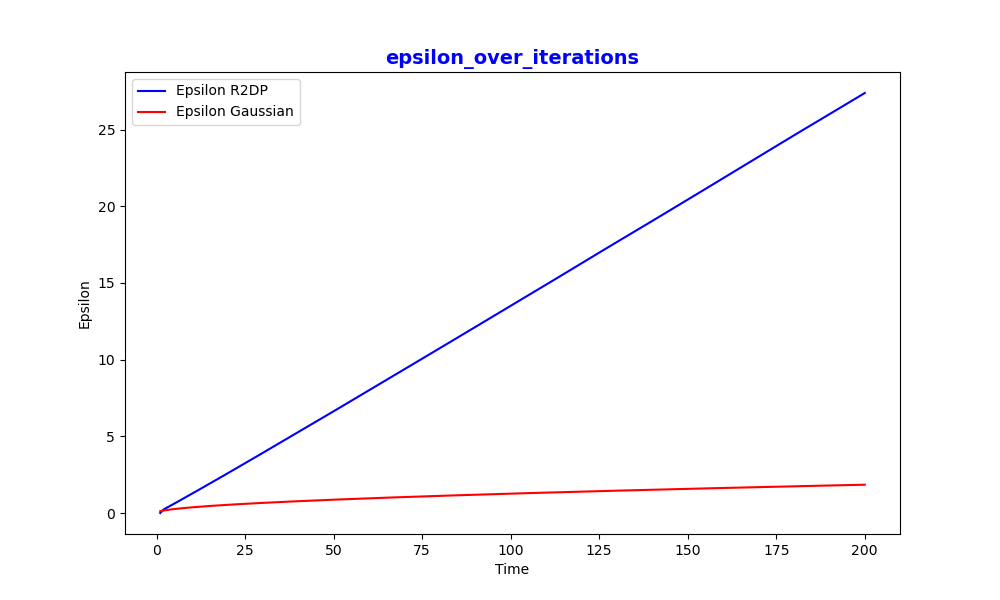 epsilon_over_iterations
Epsilon R2DP
Epsilon Gaussian
Epsilon
25
20
15
10
5
0
0 25 50 75 100 125 150 175 200
Time